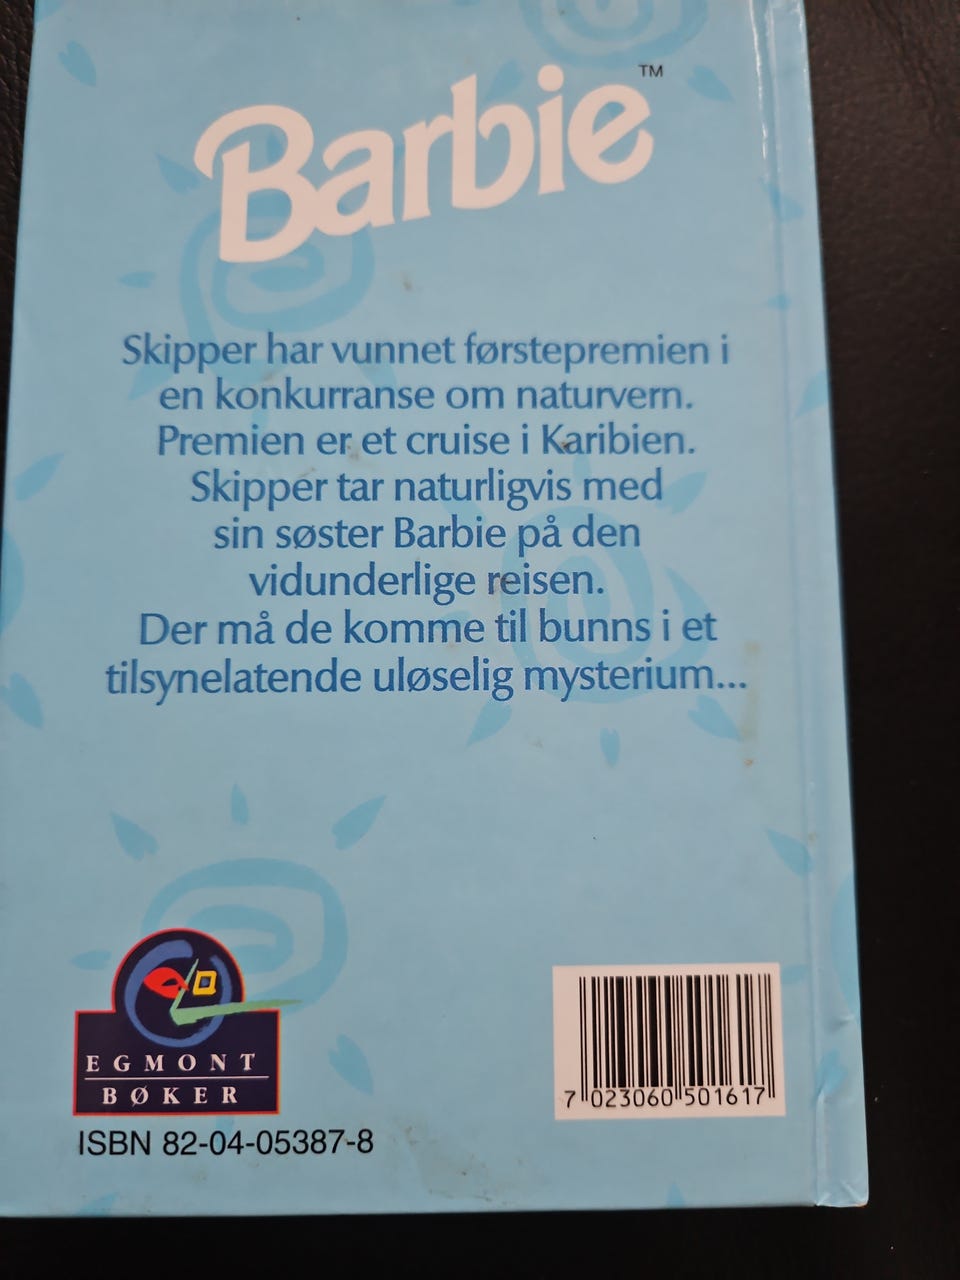 Barbie™
Skipper har vunnet førstepremien i
en konkurranse om naturvern.
Premien er et cruise i Karibien.
Skipper tar naturligvis med
sin søster Barbie på den
vidunderlige reisen.
Der må de komme til bunns i et
tilsynelatende uløselig mysterium...
EGMONT
BØKER
ISBN 82-04-05387-8
7 023060 501617